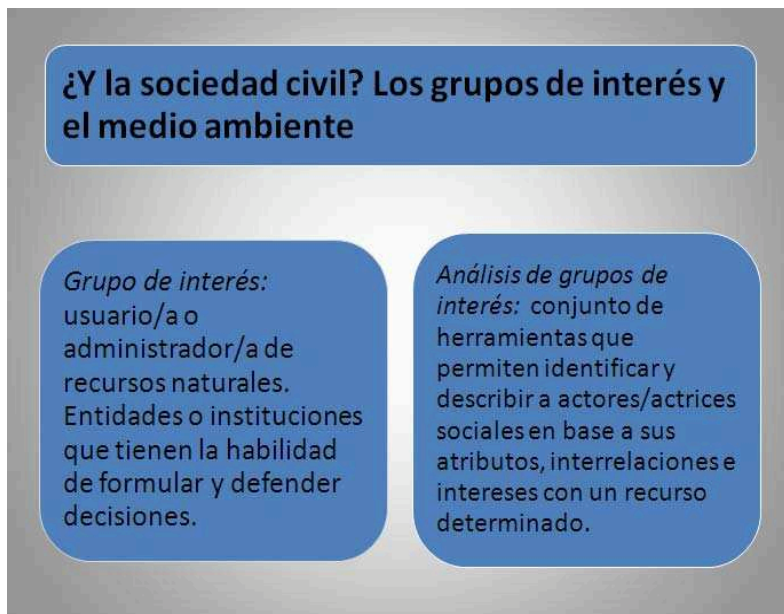 ¿Y la sociedad civil? Los grupos de interés y
el medio ambiente
Grupo de interés:
usuario/a o
administrador/a de
recursos naturales.
Entidades o instituciones
que tienen la habilidad
de formular y defender
decisiones.
Análisis de grupos de
interés: conjunto de
herramientas que
permiten identificar y
describir a actores/actrices
sociales en base a sus
atributos, interrelaciones e
intereses con un recurso
determinado.